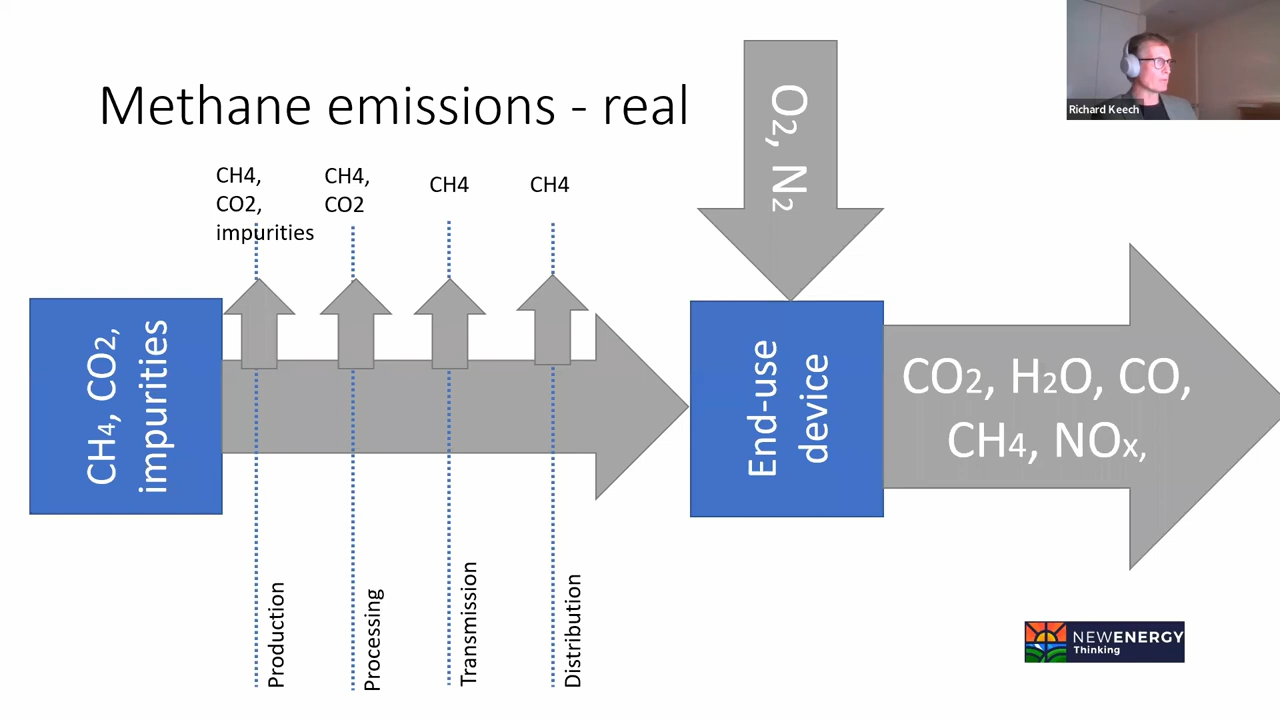 Methane emissions - real
Richard Keech
O2, N2
CH4,
CO2,
impurities
CH4,
CO2
CH4
CH4
CH4, CO2,
impurities
End-use
device
CO2, H2O, CO,
CH4, NOx,
Production
Processing
Transmission
Distribution
NEWENERGY
Thinking